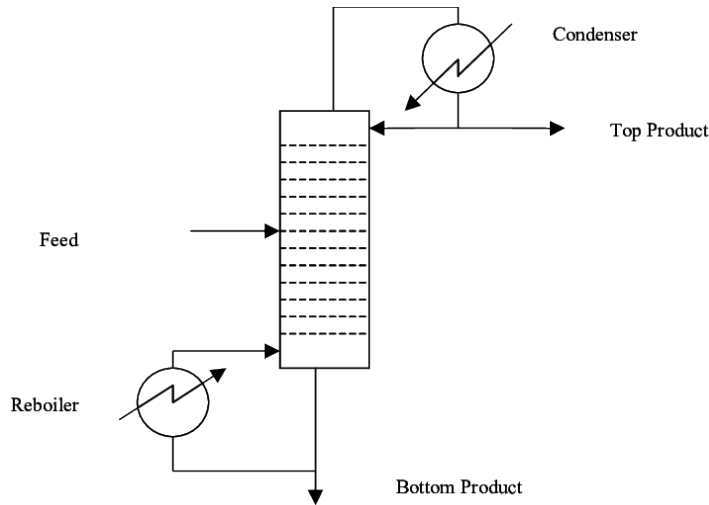 Condenser
Top Product
Feed
Reboiler
Bottom Product